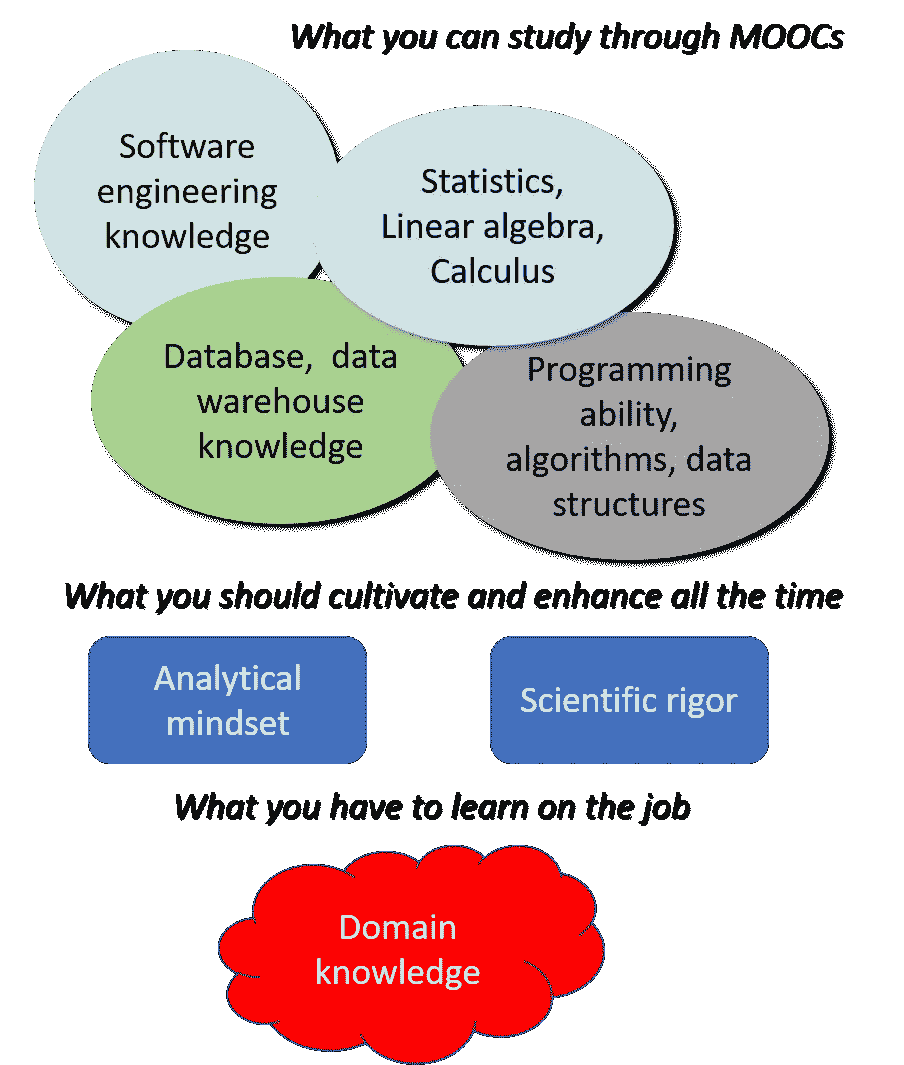 What you can study through MOOCs
Software
engineering
knowledge
Statistics,
Linear algebra,
Calculus
Database, data
warehouse
knowledge
Programming
ability,
algorithms, data
structures
What you should cultivate and enhance all the time
Analytical
mindset
Scientific rigor
What you have to learn on the job
Domain
knowledge